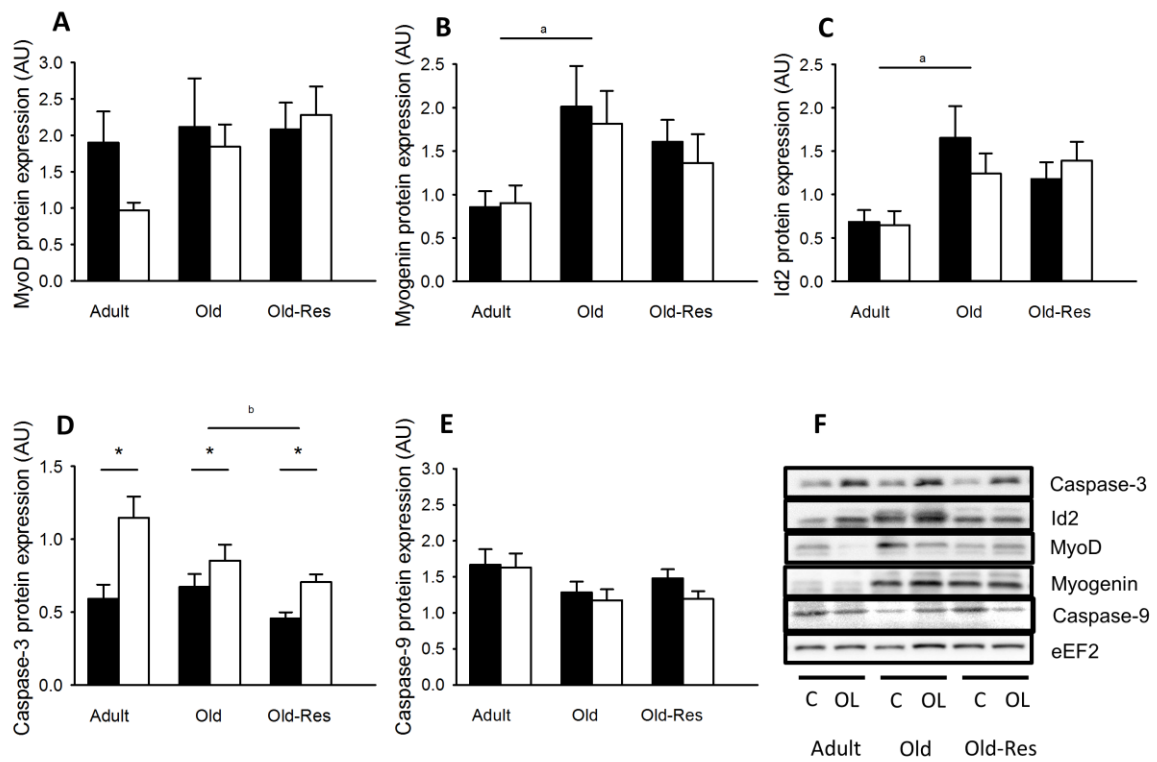 A
MyoD protein expression (AU)
3.0
2.5
2.0
1.5
1.0
0.5
0.0
Adult Old Old-Res
B
a
Myogenin protein expression (AU)
2.5
2.0
1.5
1.0
0.5
0.0
Adult Old Old-Res
C
a
Id2 protein expression (AU)
2.5
2.0
1.5
1.0
0.5
0.0
Adult Old Old-Res
D
b
* * *
Caspase-3 protein expression (AU)
1.5
1.0
0.5
0.0
Adult Old Old-Res
E
Caspase-9 protein expression (AU)
3.0
2.5
2.0
1.5
1.0
0.5
0.0
Adult Old Old-Res
F
Caspase-3
Id2
MyoD
Myogenin
Caspase-9
eEF2
C OL C OL C OL
Adult Old Old-Res